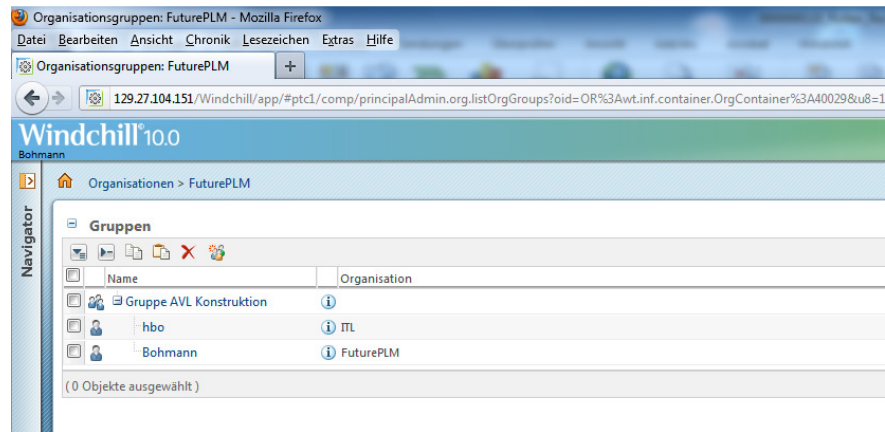 Organisationsgruppen: FuturePLM - Mozilla Firefox
Datei Bearbeiten Ansicht Chronik Lesezeichen Extras Hilfe
Organisationsgruppen: FuturePLM +
129.27.104.151/Windchill/app/#ptc1/comp/principalAdmin.org.listOrgGroups?oid=OR%3Awt.inf.container.OrgContainer%3A40029&u8=1
Windchill® 10.0
Bohmann
Organisationen > FuturePLM
Navigator
Gruppen
Name Organisation
Gruppe AVL Konstruktion
hbo ITL
Bohmann FuturePLM
( 0 Objekte ausgewählt )